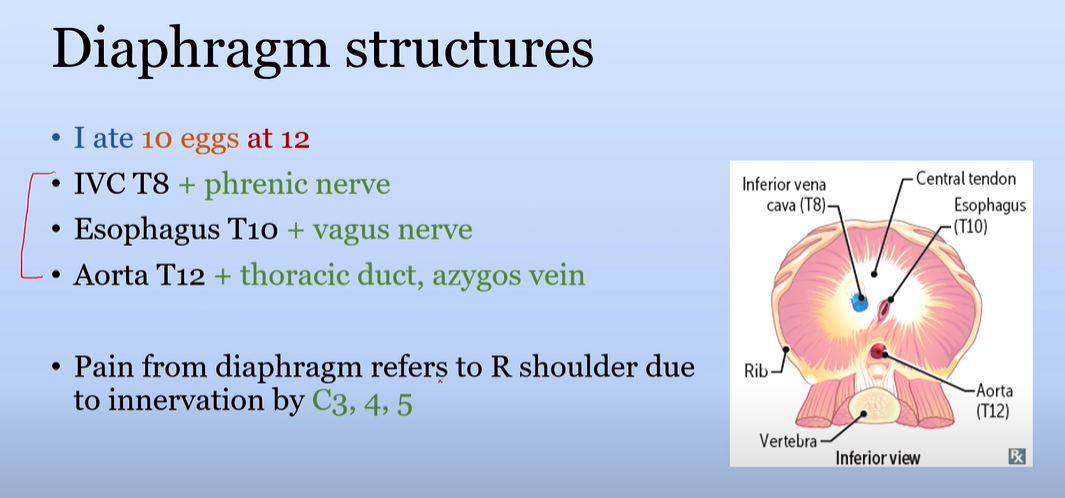 Diaphragm structures
• I ate 10 eggs at 12
• IVC T8 + phrenic nerve
• Esophagus T10 + vagus nerve
• Aorta T12 + thoracic duct, azygos vein
• Pain from diaphragm refers to R shoulder due
to innervation by C3, 4, 5
Inferior vena
cava (T8)
Central tendon
Esophagus
(T10)
Rib
Aorta
(T12)
Vertebra
Inferior view
Rx